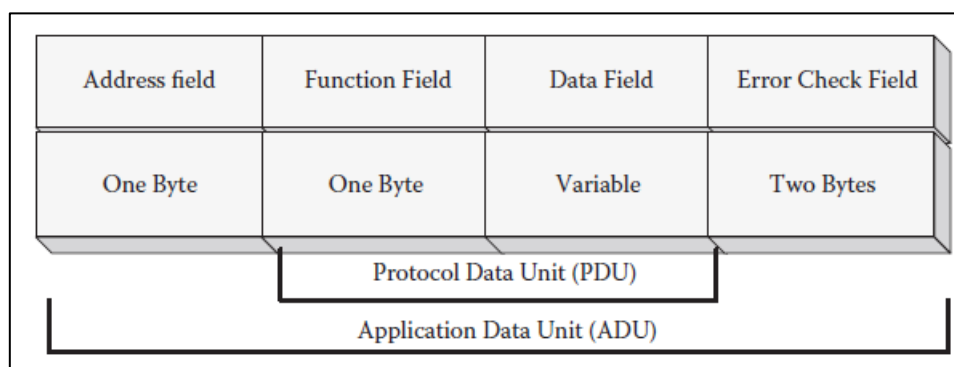 Address field
Function Field
Data Field
Error Check Field
One Byte
One Byte
Variable
Two Bytes
Protocol Data Unit (PDU)
Application Data Unit (ADU)